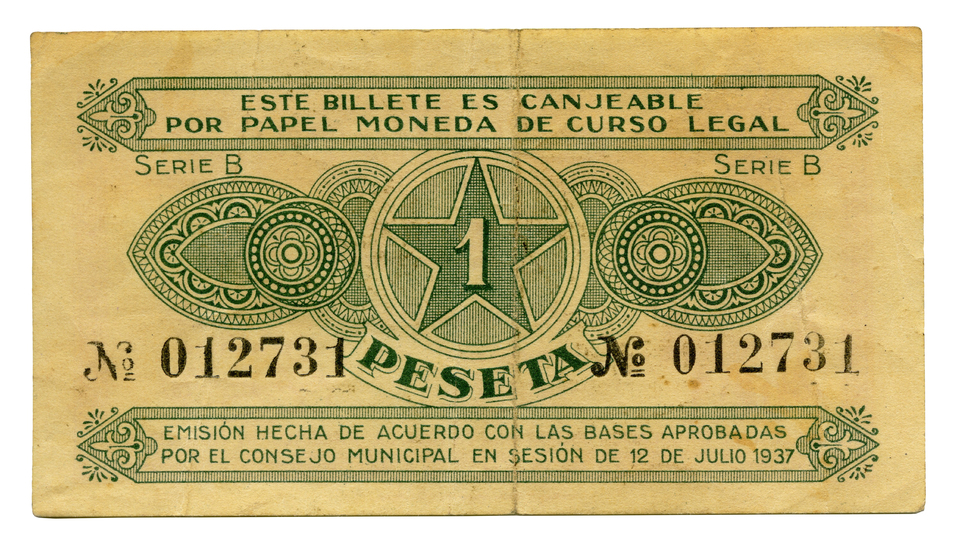 ESTE BILLETE ES CANJEABLE
POR PAPEL MONEDA DE CURSO LEGAL
SERIE B SERIE B
1
PESETA
Nº 012731 Nº 012731
EMISIÓN HECHA DE ACUERDO CON LAS BASES APROBADAS
POR EL CONSEJO MUNICIPAL EN SESIÓN DE 12 DE JULIO 1937